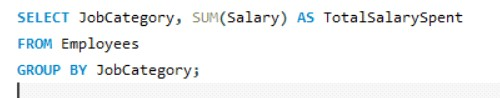 SELECT JobCategory, SUM(Salary) AS TotalSalarySpent
FROM Employees
GROUP BY JobCategory;